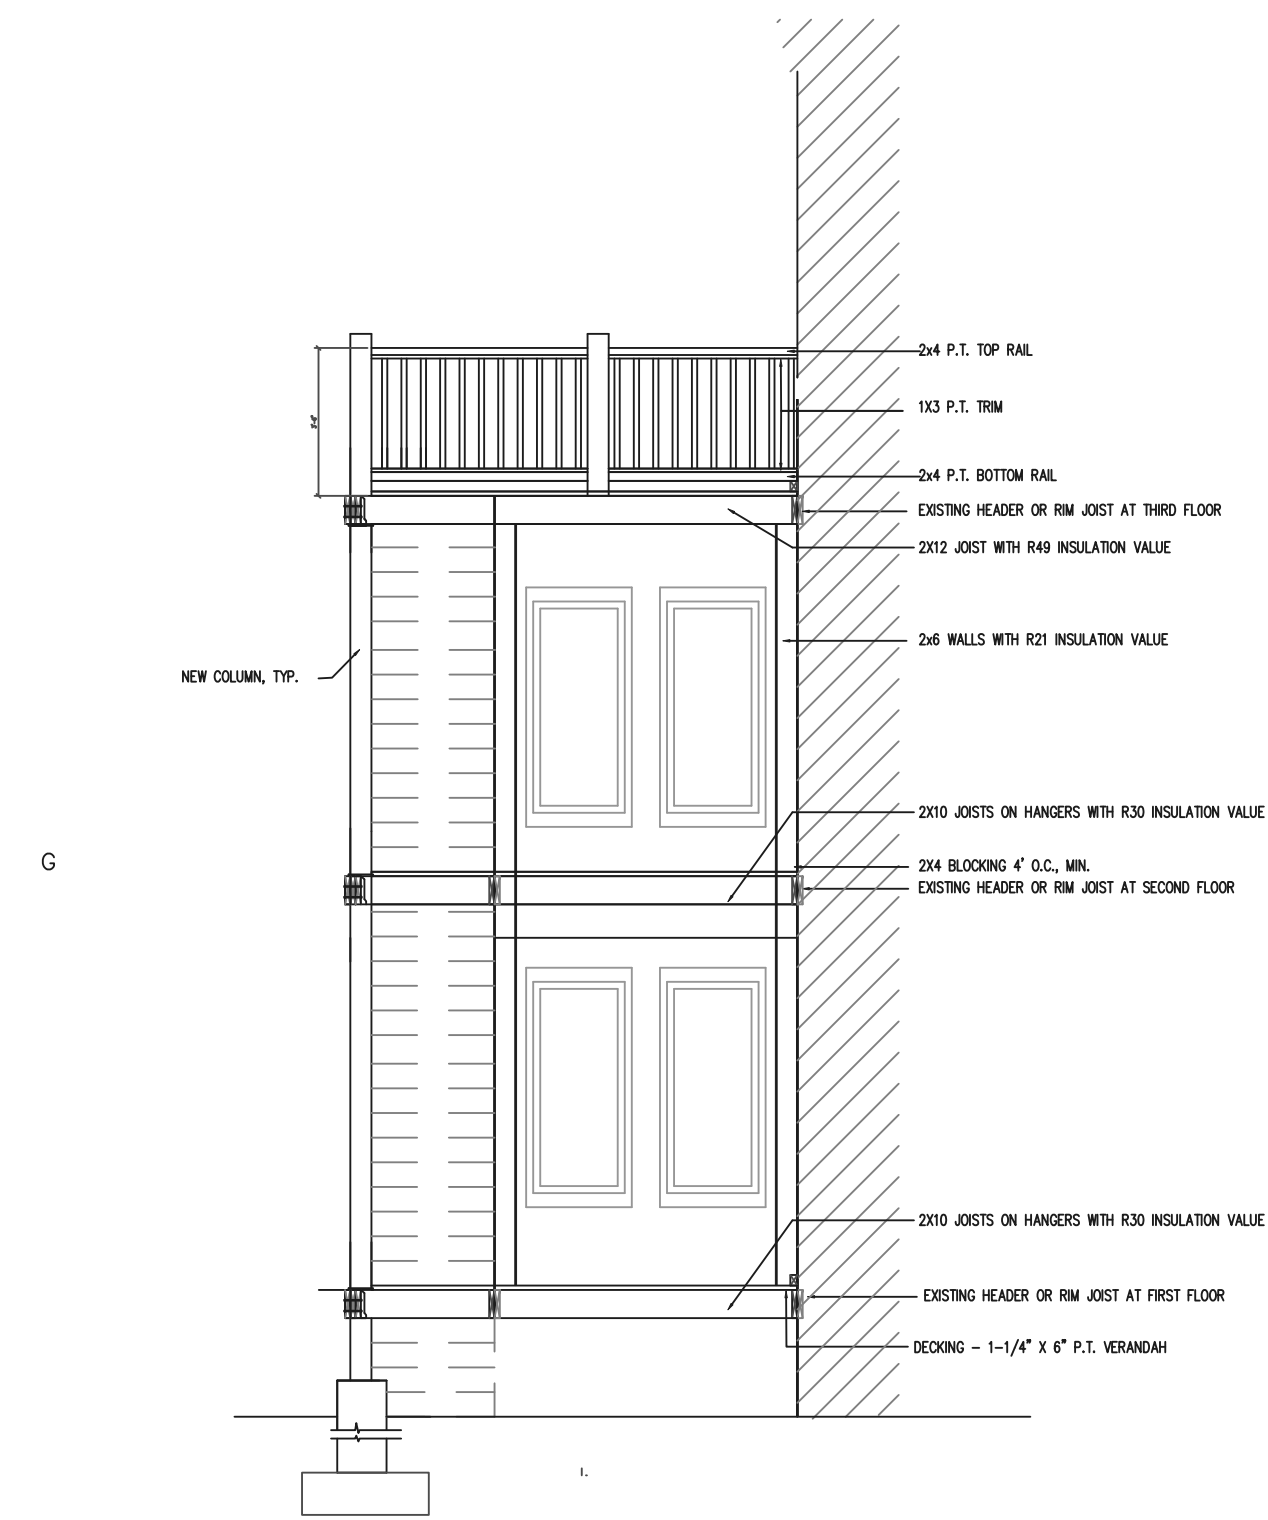 2x4 P.T. TOP RAIL
3'-6"
1X3 P.T. TRIM
2x4 P.T. BOTTOM RAIL
EXISTING HEADER OR RIM JOIST AT THIRD FLOOR
2X12 JOIST WITH R49 INSULATION VALUE
2x6 WALLS WITH R21 INSULATION VALUE
NEW COLUMN, TYP.
2X10 JOISTS ON HANGERS WITH R30 INSULATION VALUE
G
2X4 BLOCKING 4' O.C., MIN.
EXISTING HEADER OR RIM JOIST AT SECOND FLOOR
2X10 JOISTS ON HANGERS WITH R30 INSULATION VALUE
EXISTING HEADER OR RIM JOIST AT FIRST FLOOR
DECKING - 1-1/4" X 6" P.T. VERANDAH